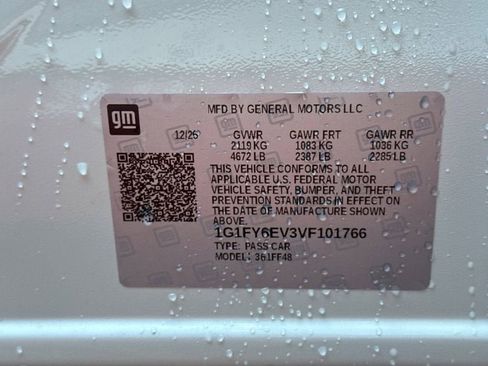 gm
MFD BY GENERAL MOTORS LLC
12/25 GVWR GAWR FRT GAWR RR
2119 KG 1083 KG 1036 KG
4672 LB 2387 LB 2285 LB
THIS VEHICLE CONFORMS TO ALL
APPLICABLE U.S. FEDERAL MOTOR
VEHICLE SAFETY, BUMPER, AND THEFT
PREVENTION STANDARDS IN EFFECT ON
THE DATE OF MANUFACTURE SHOWN
ABOVE.
1G1FY6EV3VF101766
TYPE: PASS CAR
MODEL: 361FF48